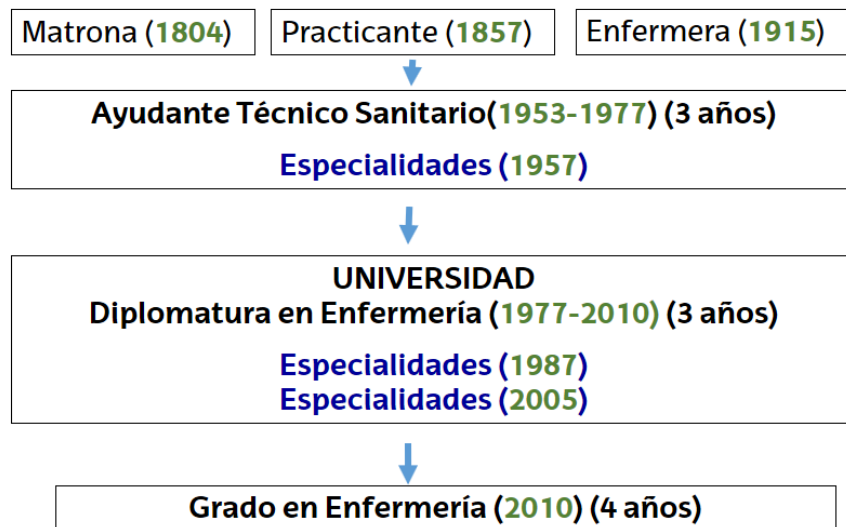 Matrona (1804) Practicante (1857) Enfermera (1915)
Ayudante Técnico Sanitario(1953-1977) (3 años)
Especialidades (1957)
UNIVERSIDAD
Diplomatura en Enfermería (1977-2010) (3 años)
Especialidades (1987)
Especialidades (2005)
Grado en Enfermería (2010) (4 años)